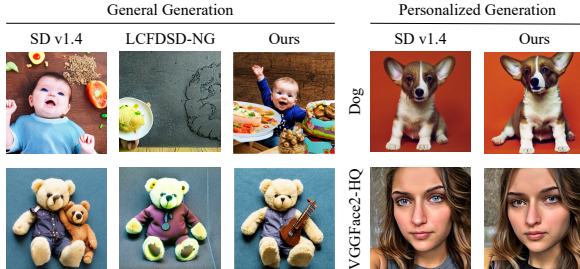 General Generation
Personalized Generation
SD v1.4
LCFDSD-NG
Ours
SD v1.4
Ours
Dog
VGGFace2-HQ